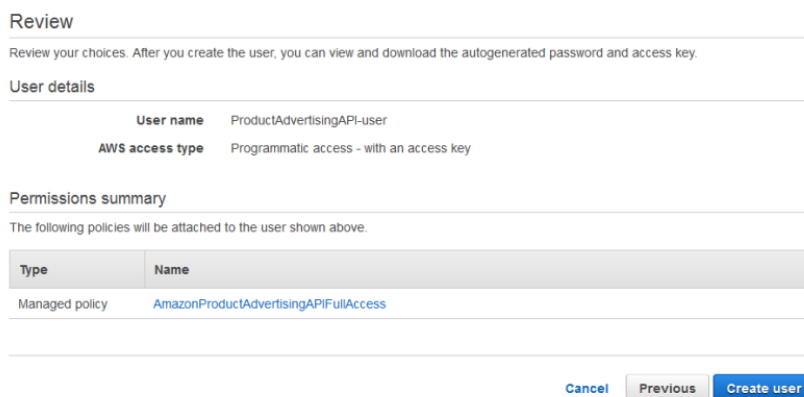 Review
Review your choices. After you create the user, you can view and download the autogenerated password and access key.
User details
User name ProductAdvertisingAPI-user
AWS access type Programmatic access - with an access key
Permissions summary
The following policies will be attached to the user shown above.
Type Name
Managed policy AmazonProductAdvertisingAPIFullAccess
Cancel Previous Create user